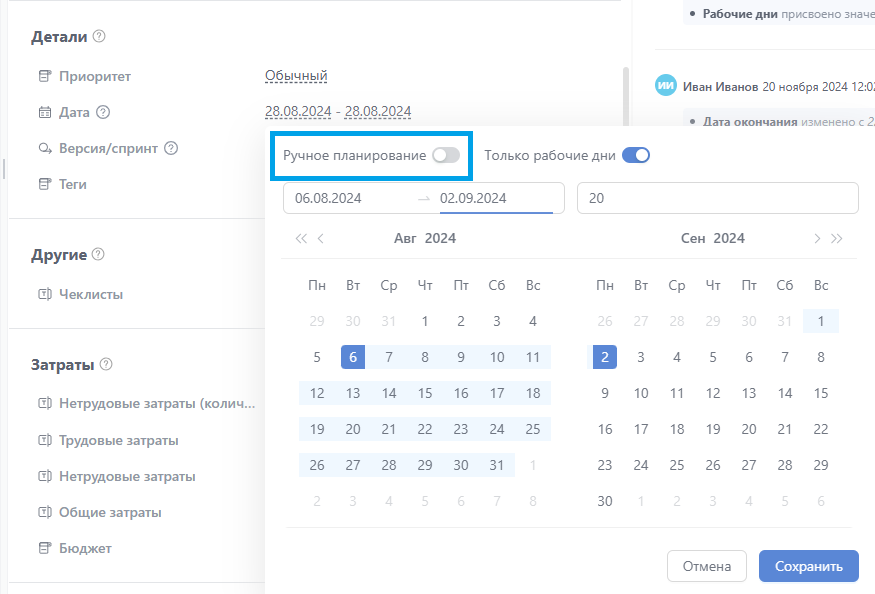 Детали
Приоритет
Обычный
Дата
28.08.2024 - 28.08.2024
Версия/спринт
Теги
Другие
Чеклисты
Затраты
Нетрудовые затраты (колич...
Трудовые затраты
Нетрудовые затраты
Общие затраты
Бюджет
• Рабочие дни присвоено значе
ИИ Иван Иванов 20 ноября 2024 12:02
• Дата окончания изменено с 2
Ручное планирование Только рабочие дни
06.08.2024 → 02.09.2024 20
Авг 2024 Сен 2024
Пн Вт Ср Чт Пт Сб Вс Пн Вт Ср Чт Пт Сб Вс
29 30 31 1 2 3 4 26 27 28 29 30 31 1
5 6 7 8 9 10 11 2 3 4 5 6 7 8
12 13 14 15 16 17 18 9 10 11 12 13 14 15
19 20 21 22 23 24 25 16 17 18 19 20 21 22
26 27 28 29 30 31 1 23 24 25 26 27 28 29
2 3 4 5 6 7 8 30 1 2 3 4 5 6
Отмена Сохранить